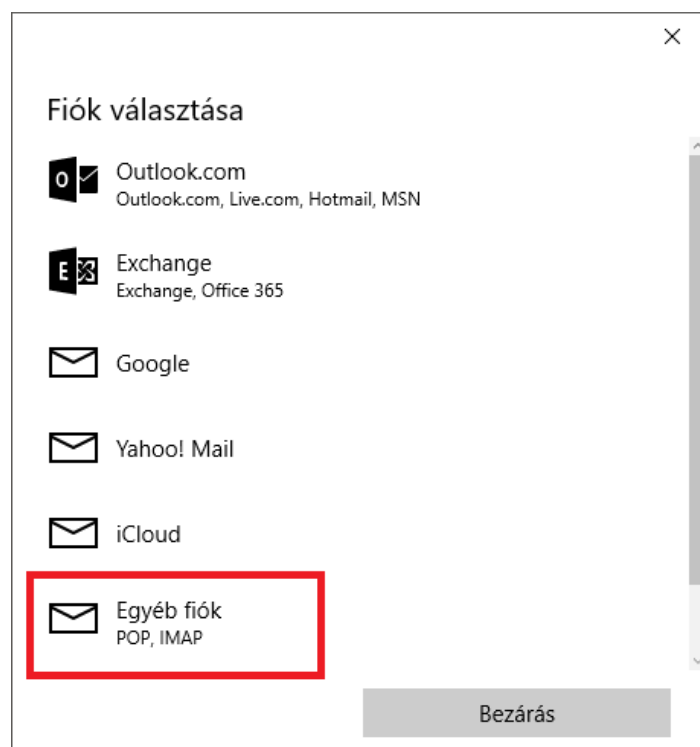 Fiók választása
Outlook.com
Outlook.com, Live.com, Hotmail, MSN
Exchange
Exchange, Office 365
Google
Yahoo! Mail
iCloud
Egyéb fiók
POP, IMAP
Bezárás